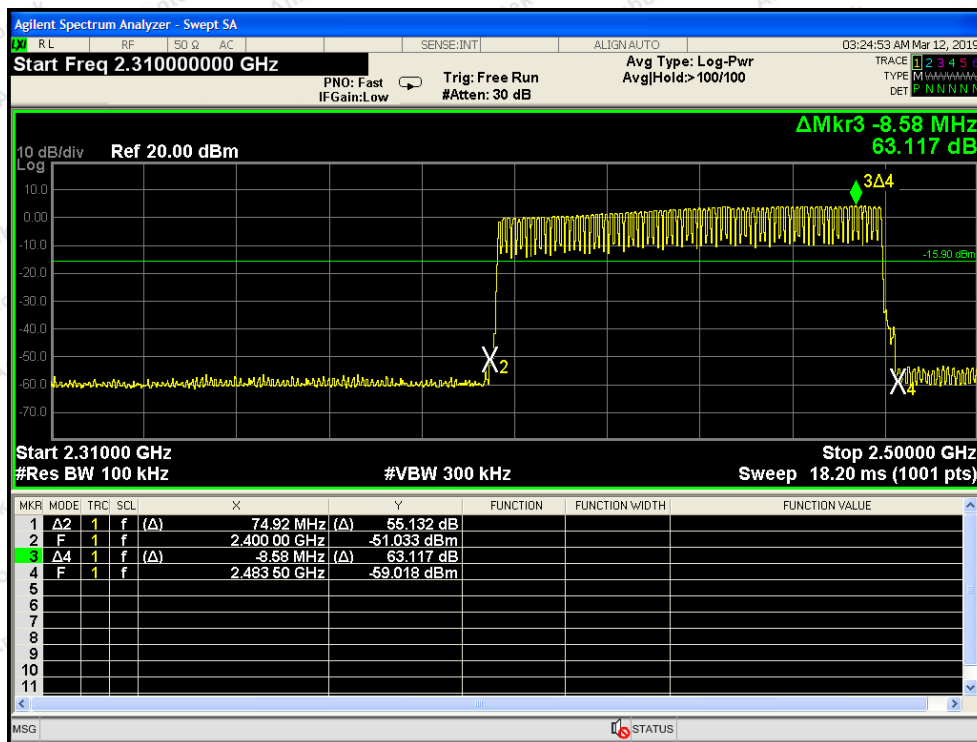 Agilent Spectrum Analyzer - Swept SA
LXI RL RF 50 Ω AC SENSE:INT ALIGNAUTO 03:24:53 AM Mar 12, 2019
Start Freq 2.310000000 GHz
PNO: Fast
IFGain:Low
Trig: Free Run
#Atten: 30 dB
Avg Type: Log-Pwr
Avg|Hold:>100/100
TRACE 1 2 3 4 5 6
TYPE M
DET P N N N N N
ΔMkr3 -8.58 MHz
63.117 dB
10 dB/div Ref 20.00 dBm
Log
10.0
0.00
-10.0
-20.0
-30.0
-40.0
-50.0
-60.0
-70.0
3Δ4
-15.90 dBm
2
4
Start 2.31000 GHz Stop 2.50000 GHz
#Res BW 100 kHz #VBW 300 kHz Sweep 18.20 ms (1001 pts)
MKR MODE TRC SCL X Y FUNCTION FUNCTION WIDTH FUNCTION VALUE
1 Δ2 1 f (Δ) 74.92 MHz (Δ) 55.132 dB
2 F 1 f 2.400 00 GHz -51.033 dBm
3 Δ4 1 f (Δ) -8.58 MHz (Δ) 63.117 dB
4 F 1 f 2.483 50 GHz -59.018 dBm
5
6
7
8
9
10
11
MSG STATUS